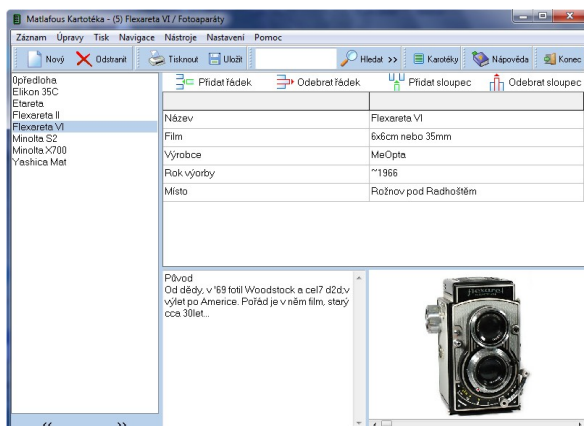 Matlafous Kartotéka - (5) Flexareta VI / Fotoaparáty
Záznam Úpravy Tisk Navigace Nástroje Nastavení Pomoc
Nový Odstranit Tisknout Uložit Hledat >> Karotéky Nápověda Konec
0předloha
Elikon 35C
Etareta
Flexareta II
Flexareta VI
Minolta S2
Minolta X700
Yashica Mat
Přidat řádek Odebrat řádek Přidat sloupec Odebrat sloupec
Název Flexareta VI
Film 6x6cm nebo 35mm
Výrobce MeOpta
Rok výorby ~1966
Místo Rožnov pod Radhoštěm
Původ
Od dědy, v '69 fotil Woodstock a cel7 d2d:v
výlet po Americe. Pořád je v něm film, starý
cca 30let...
flexaret
<< >>